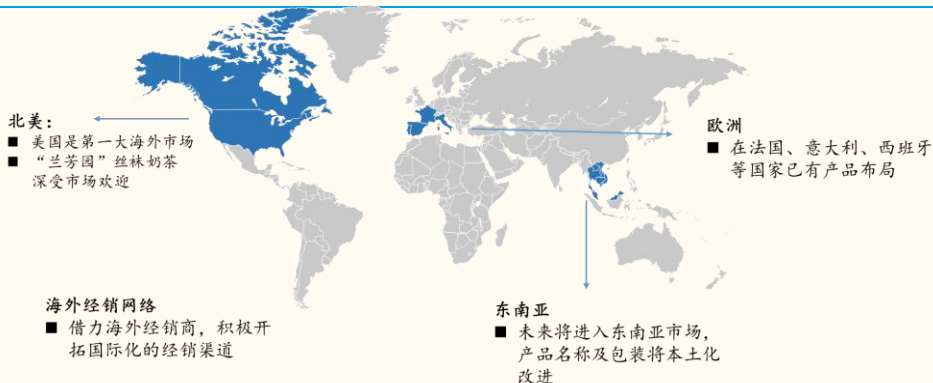 北美：
■ 美国是第一大海外市场
■ “兰芳园”丝袜奶茶
深受市场欢迎
欧洲
■ 在法国、意大利、西班牙
等国家已有产品布局
海外经销网络
■ 借力海外经销商，积极开
拓国际化的经销渠道
东南亚
■ 未来将进入东南亚市场，
产品名称及包装将本土化
改进